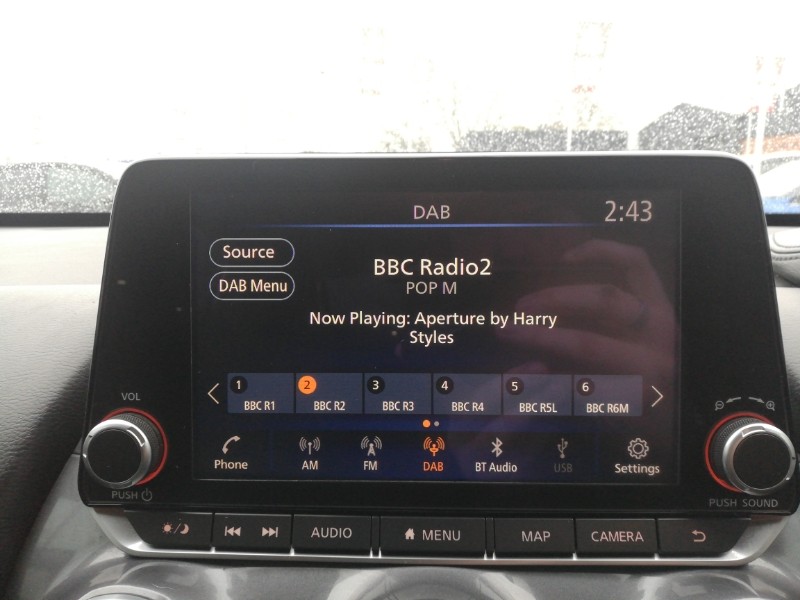 DAB 2:43
Source
DAB Menu
BBC Radio2
POP M
Now Playing: Aperture by Harry
Styles
1 2 3 4 5 6
BBC R1 BBC R2 BBC R3 BBC R4 BBC R5L BBC R6M
Phone AM FM DAB BT Audio USB Settings
VOL
PUSH
PUSH SOUND
AUDIO MENU MAP CAMERA